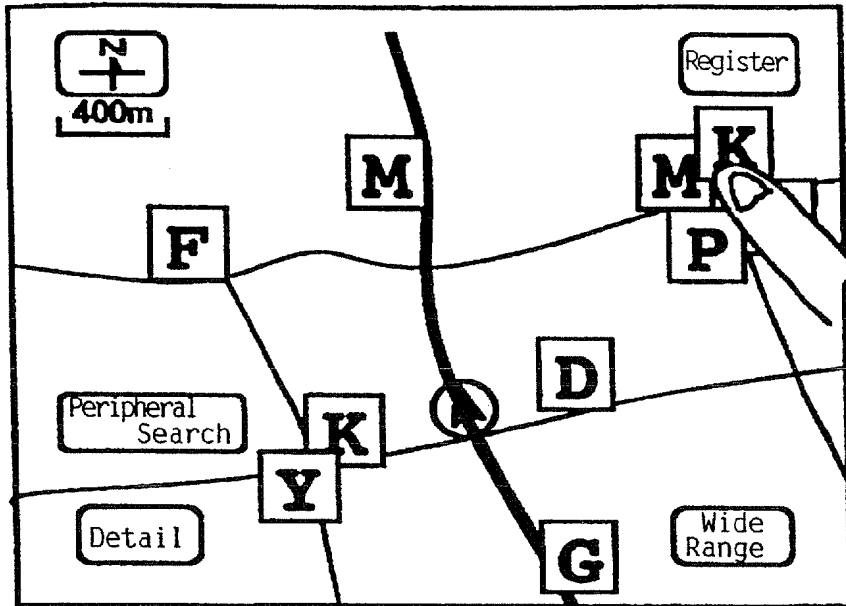 N
400m
Register
M
M
K
F
P
D
Peripheral
Search
K
Y
Detail
Wide
Range
G